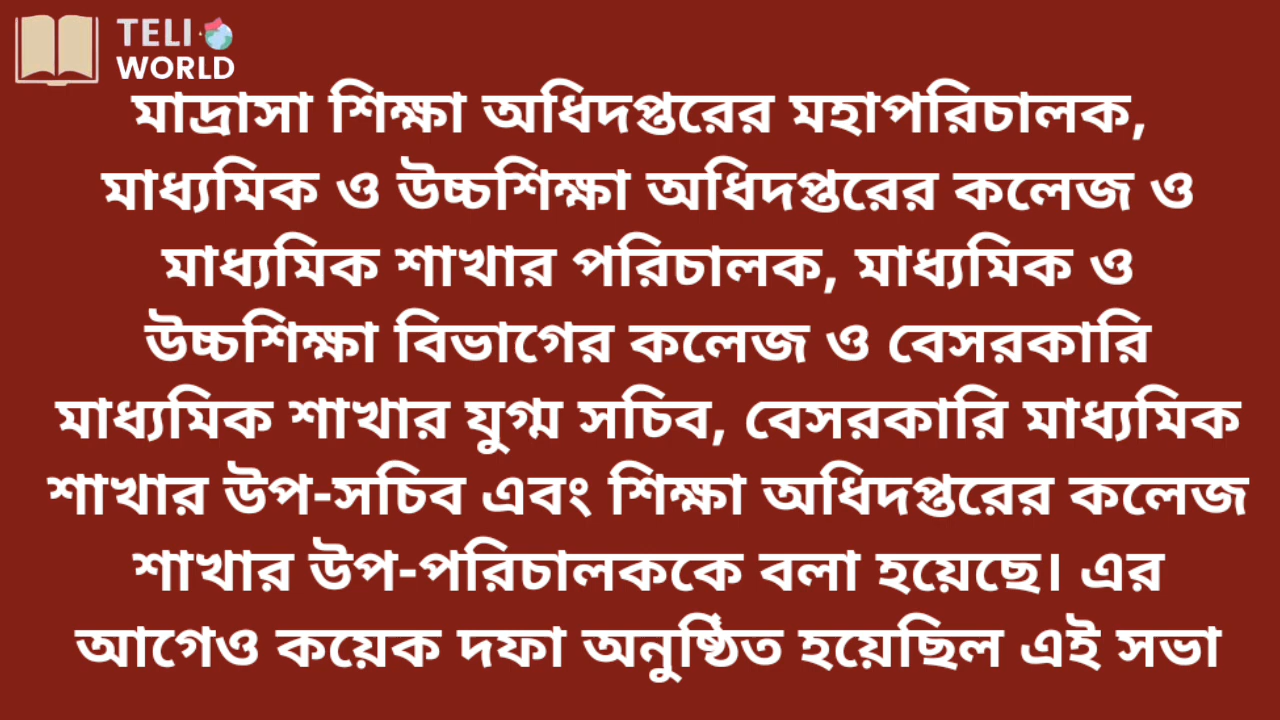 TELI
WORLD
মাদ্রাসা শিক্ষা অধিদপ্তরের মহাপরিচালক,
মাধ্যমিক ও উচ্চশিক্ষা অধিদপ্তরের কলেজ ও
মাধ্যমিক শাখার পরিচালক, মাধ্যমিক ও
উচ্চশিক্ষা বিভাগের কলেজ ও বেসরকারি
মাধ্যমিক শাখার যুগ্ম সচিব, বেসরকারি মাধ্যমিক
শাখার উপ-সচিব এবং শিক্ষা অধিদপ্তরের কলেজ
শাখার উপ-পরিচালককে বলা হয়েছে। এর
আগেও কয়েক দফা অনুষ্ঠিত হয়েছিল এই সভা